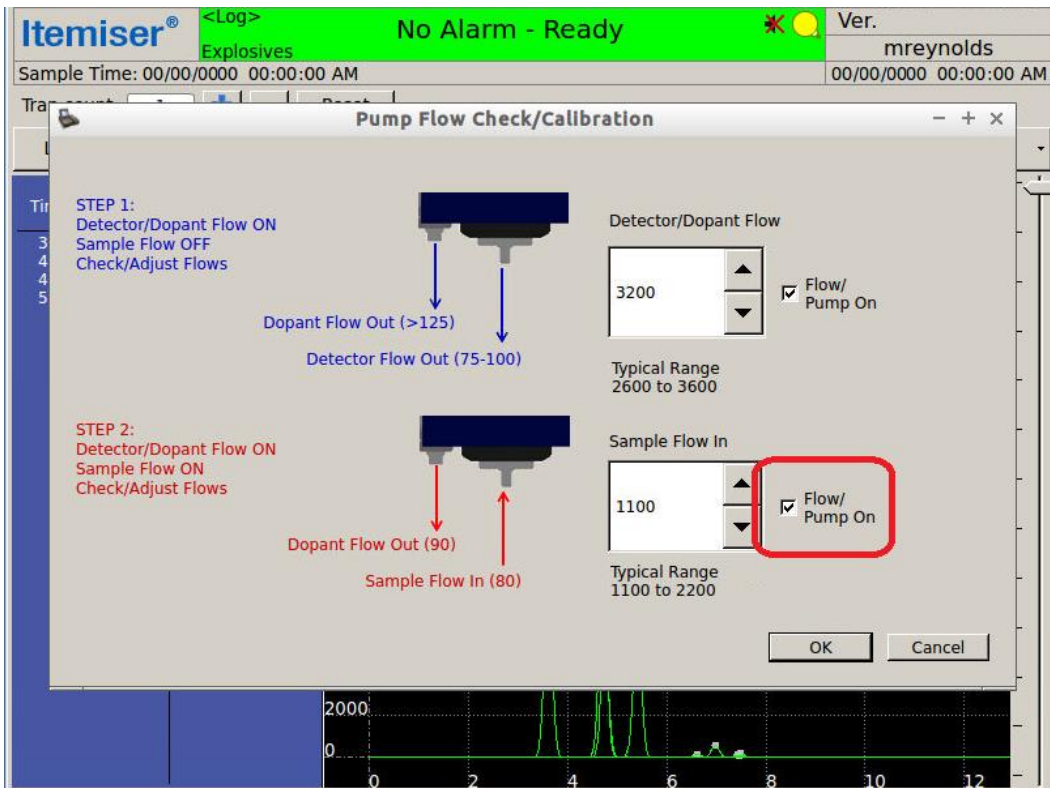 Itemiser®
<Log>
Explosives
No Alarm - Ready
Ver.
mreynolds
Sample Time: 00/00/0000 00:00:00 AM
00/00/0000 00:00:00 AM
Pump Flow Check/Calibration
STEP 1:
Detector/Dopant Flow ON
Sample Flow OFF
Check/Adjust Flows
Dopant Flow Out (>125)
Detector Flow Out (75-100)
Detector/Dopant Flow
3200
Flow/
Pump On
Typical Range
2600 to 3600
3
4
4
5
STEP 2:
Detector/Dopant Flow ON
Sample Flow ON
Check/Adjust Flows
Dopant Flow Out (90)
Sample Flow In (80)
Sample Flow In
1100
Flow/
Pump On
Typical Range
1100 to 2200
OK
Cancel
2000
0
0 2 4 6 8 10 12